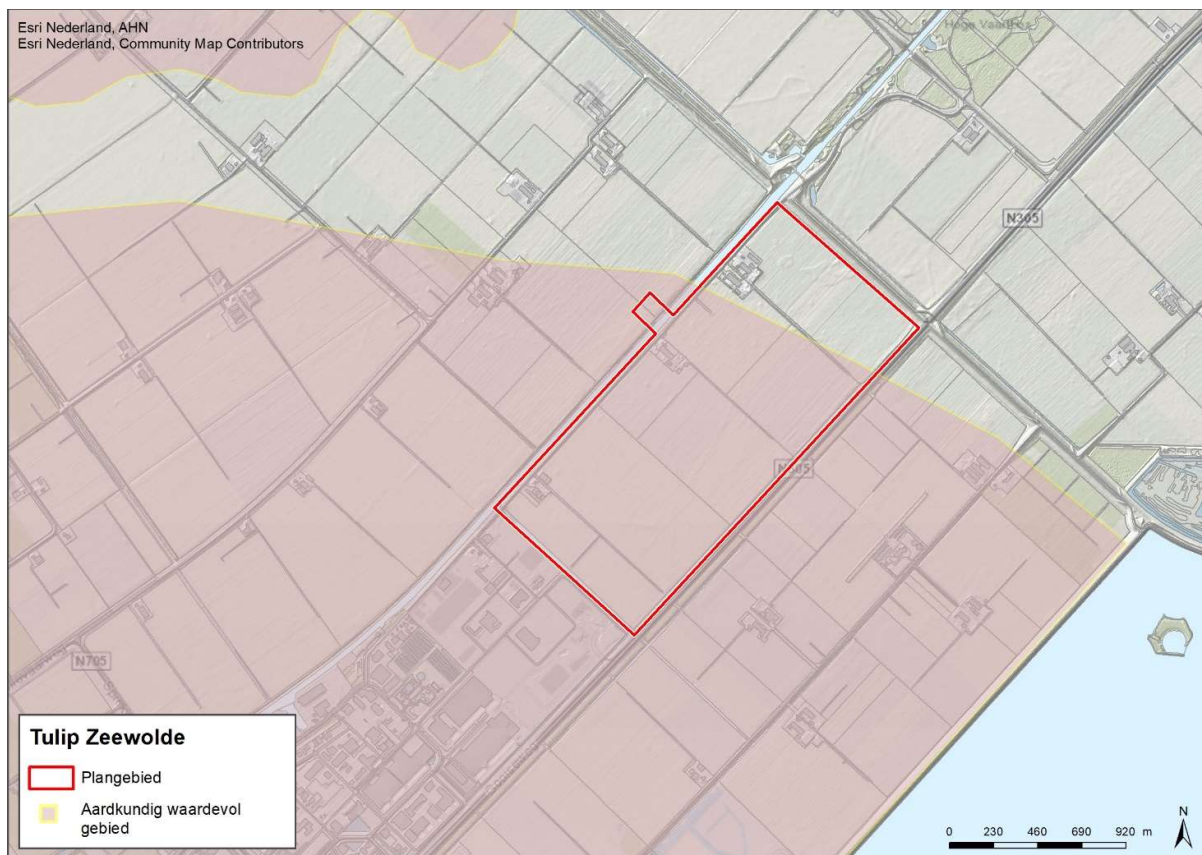 Esri Nederland, AHN
Esri Nederland, Community Map Contributors
N305
N305
N705
Tulip Zeewolde
Plangebied
Aardkundig waardevol
gebied
0 230 460 690 920 m
N